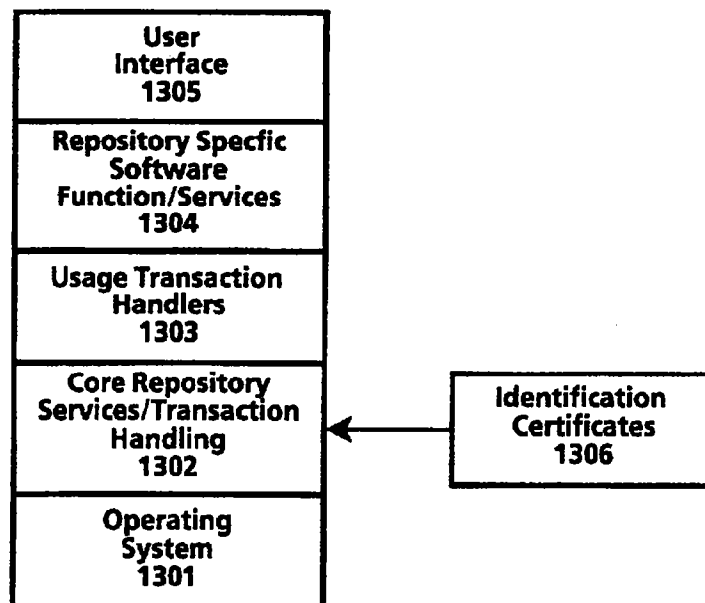 User
Interface
1305
Repository Specfic
Software
Function/Services
1304
Usage Transaction
Handlers
1303
Core Repository
Services/Transaction
Handling
1302
Identification
Certificates
1306
Operating
System
1301